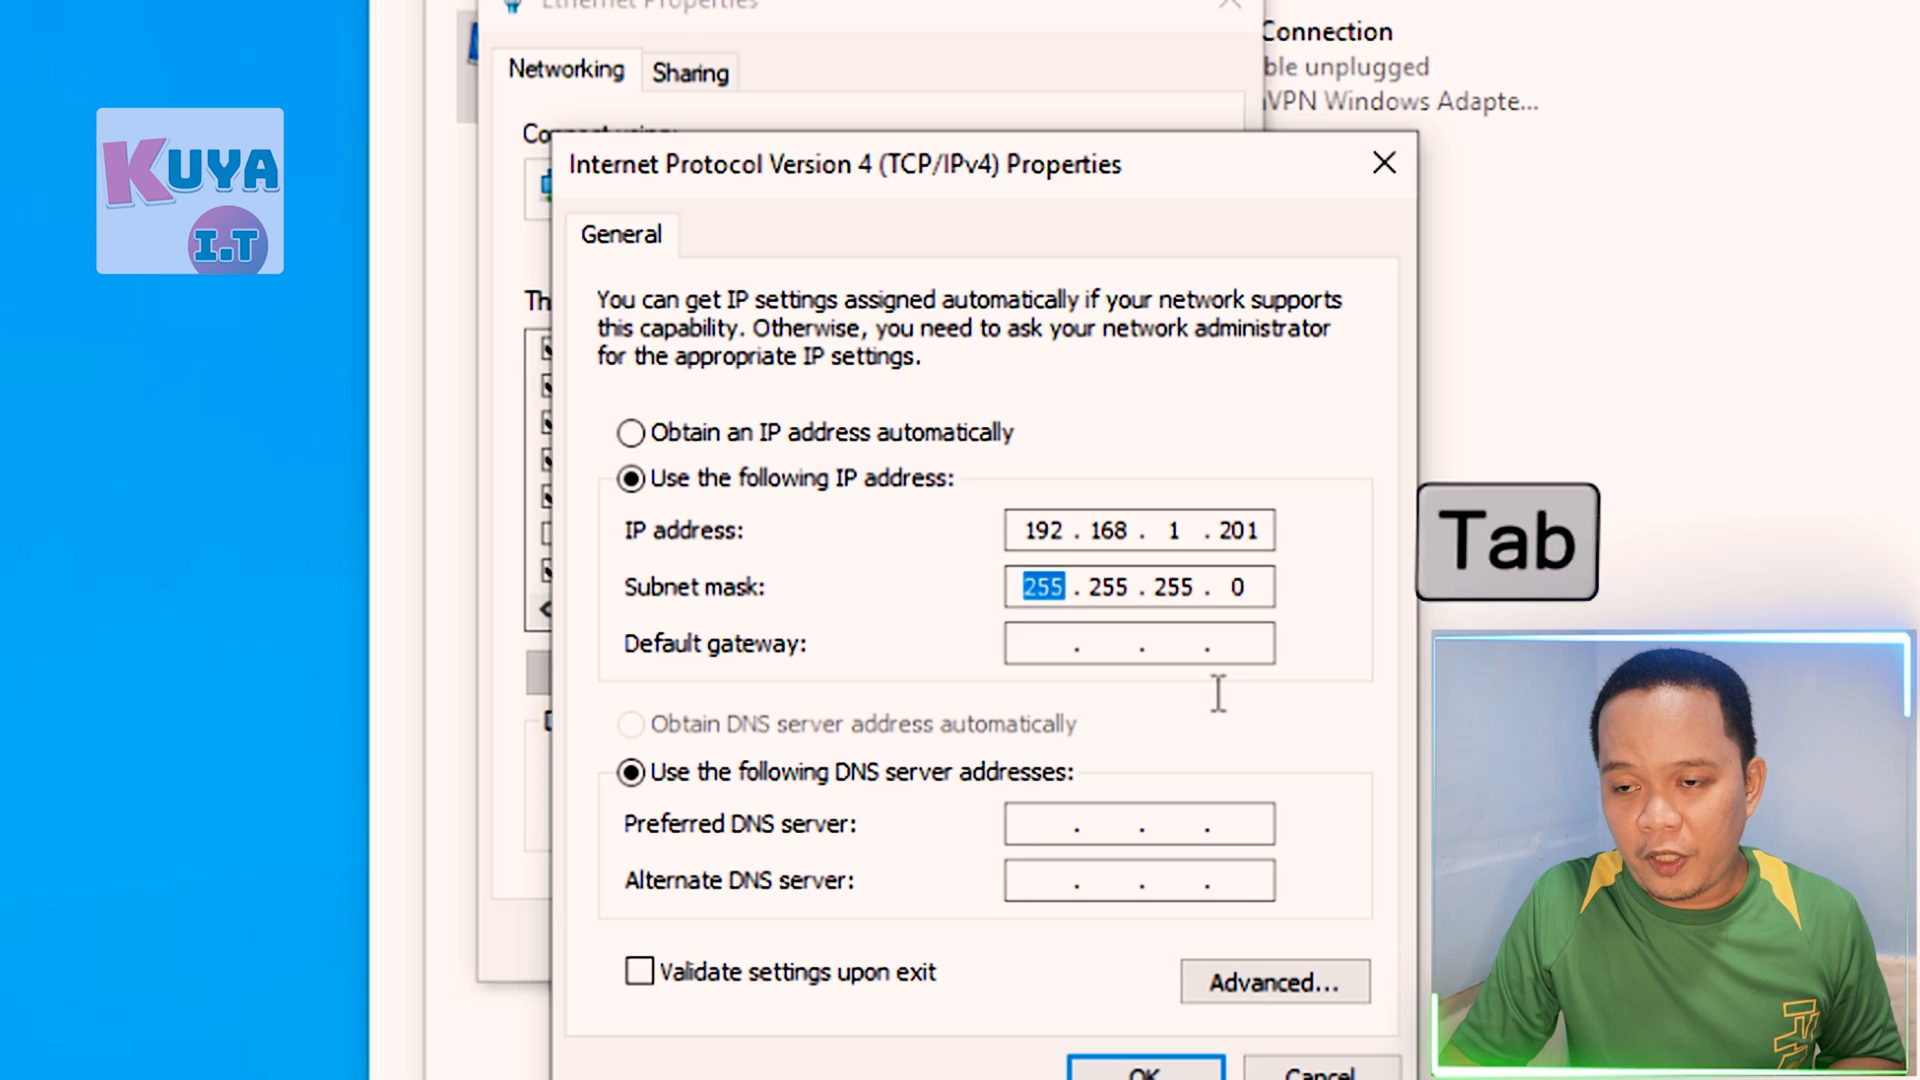 Ethernet Properties
Networking
Sharing
Connection
ble unplugged
VPN Windows Adapte...
KUYA
I.T
Internet Protocol Version 4 (TCP/IPv4) Properties
General
You can get IP settings assigned automatically if your network supports
this capability. Otherwise, you need to ask your network administrator
for the appropriate IP settings.
Obtain an IP address automatically
Use the following IP address:
IP address:
192 . 168 . 1 . 201
Subnet mask:
255 . 255 . 255 . 0
Default gateway:
. . .
Tab
Obtain DNS server address automatically
Use the following DNS server addresses:
Preferred DNS server:
. . .
Alternate DNS server:
. . .
Validate settings upon exit
Advanced...
OK
Cancel